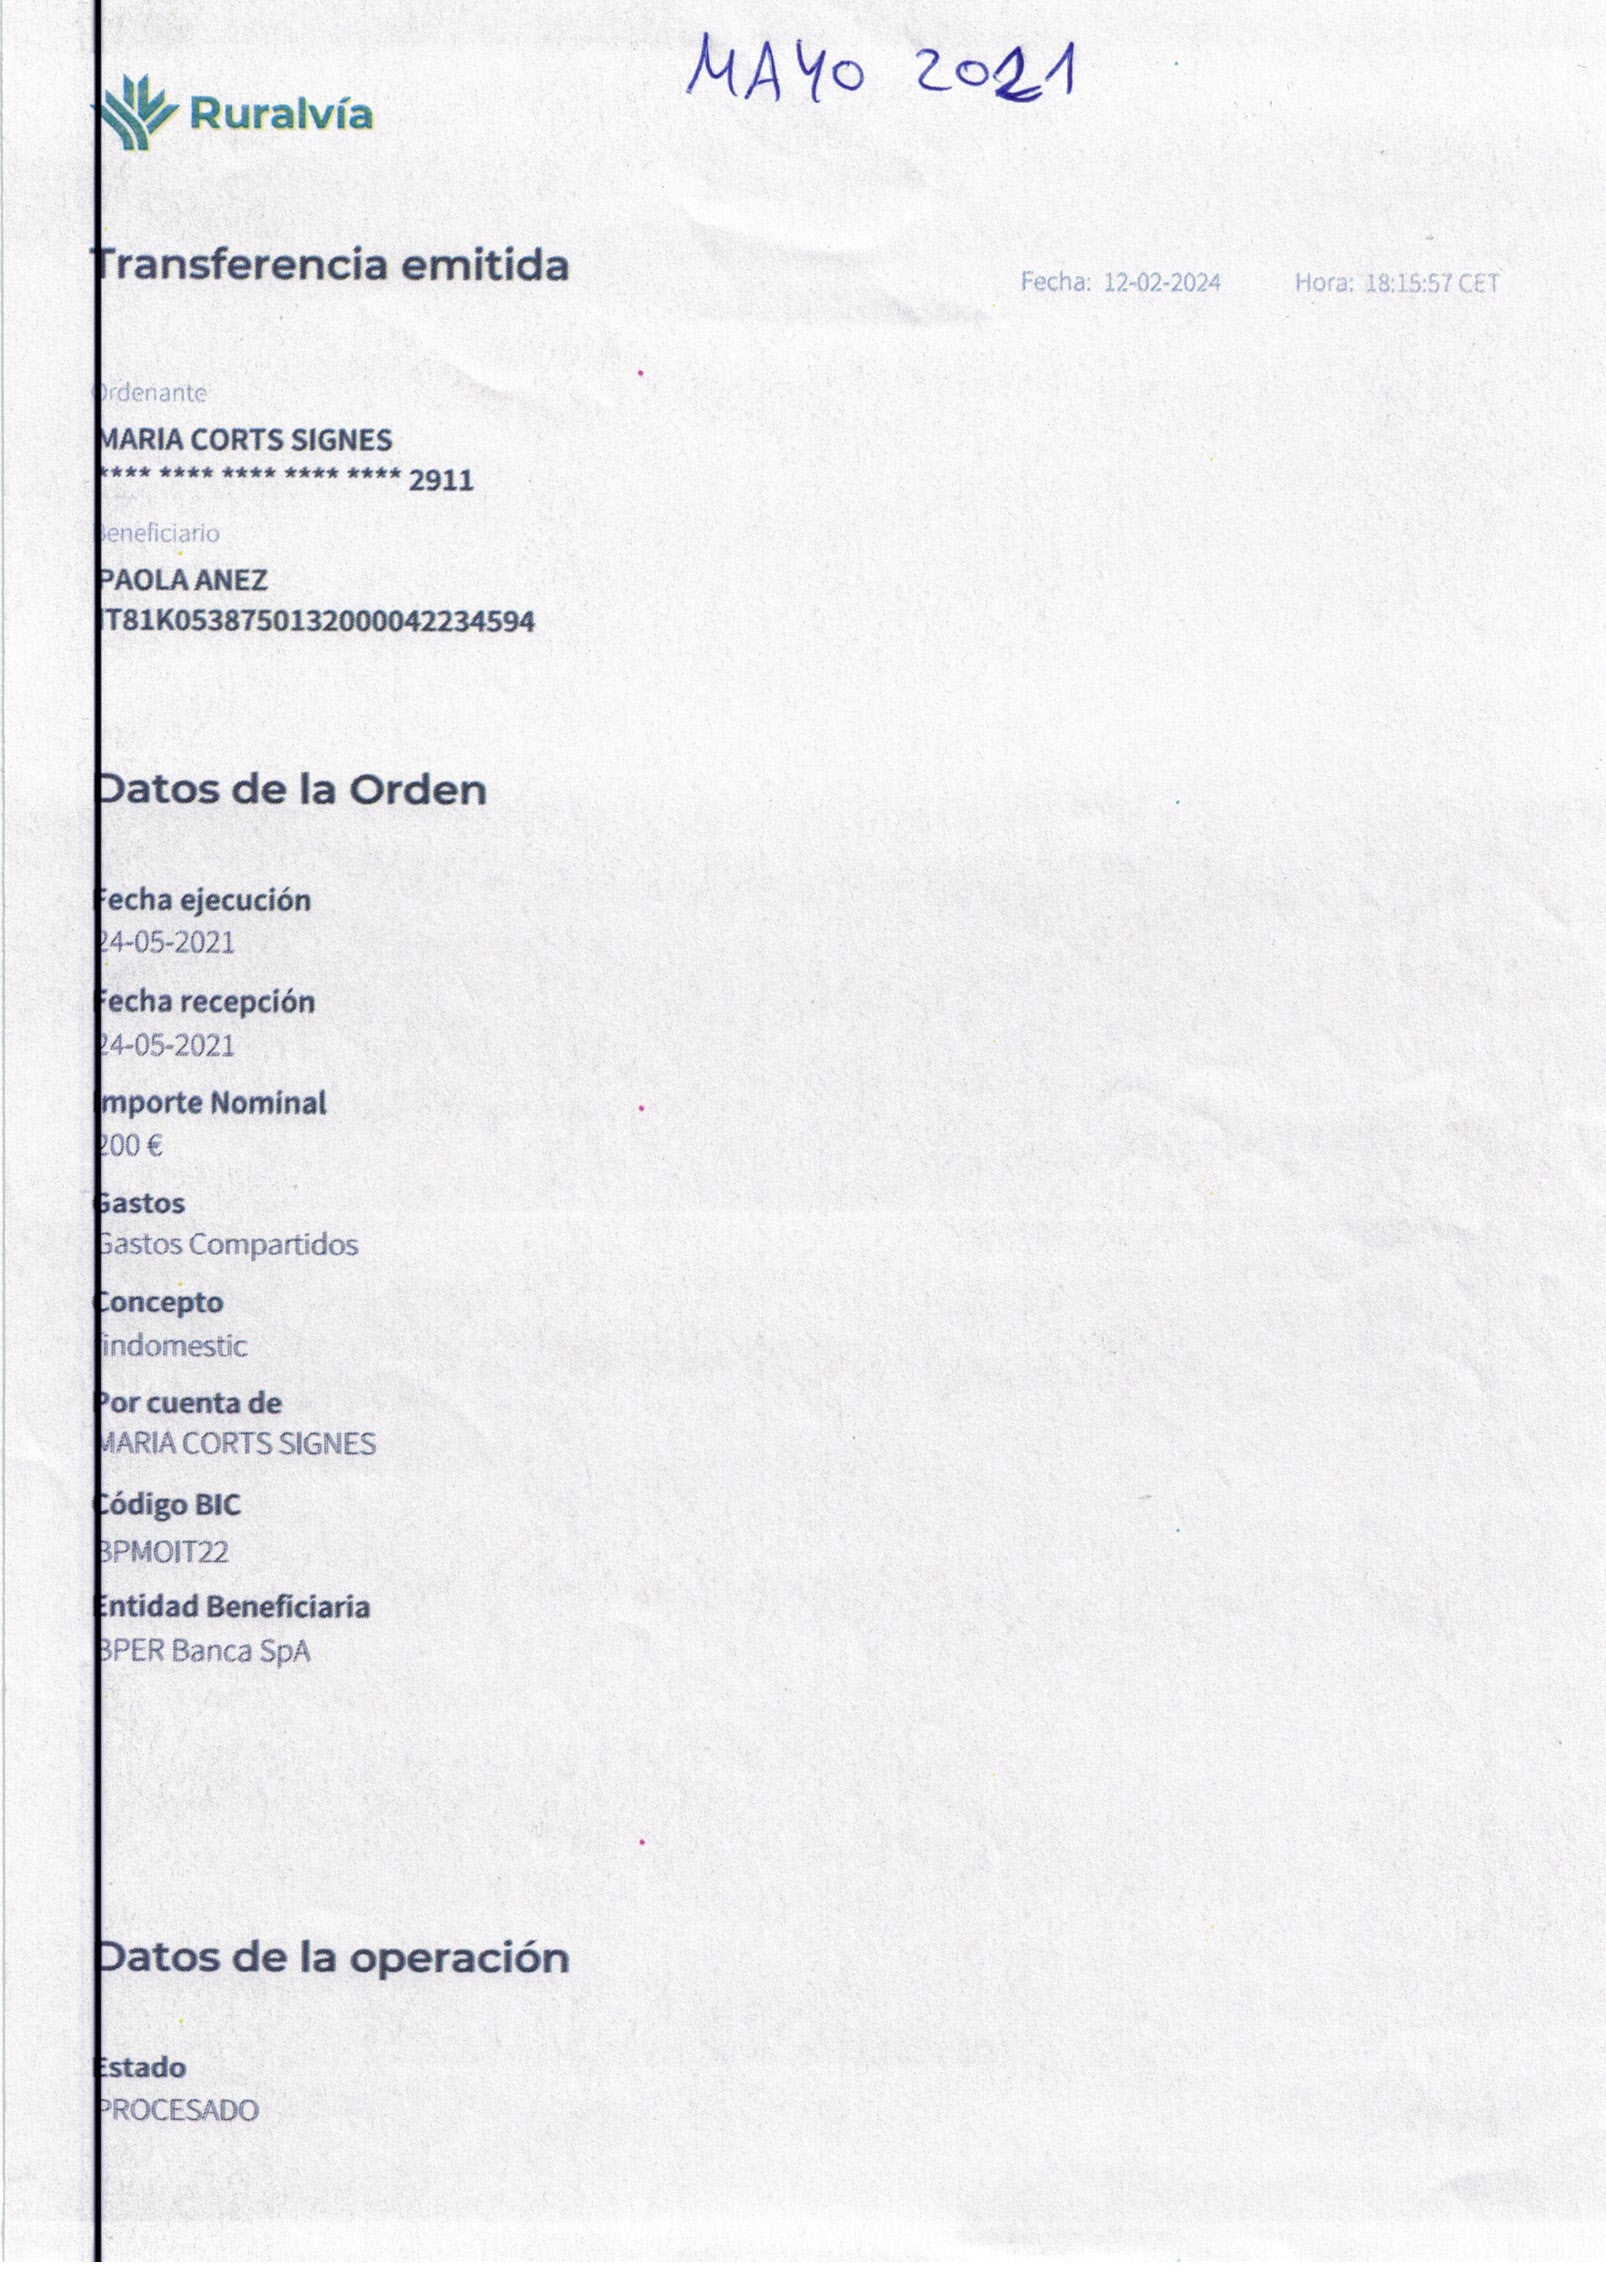 MAYO 2021
Ruralvía
Transferencia emitida
Fecha: 12-02-2024 Hora: 18:15:57 CET
Ordenante
MARIA CORTS SIGNES
**** **** **** **** **** 2911
Beneficiario
PAOLA ANEZ
IT81K0538750132000042234594
Datos de la Orden
Fecha ejecución
24-05-2021
Fecha recepción
24-05-2021
Importe Nominal
200 €
Gastos
Gastos Compartidos
Concepto
findomestic
Por cuenta de
MARIA CORTS SIGNES
Código BIC
BPMOIT22
Entidad Beneficiaria
BPER Banca SpA
Datos de la operación
Estado
PROCESADO